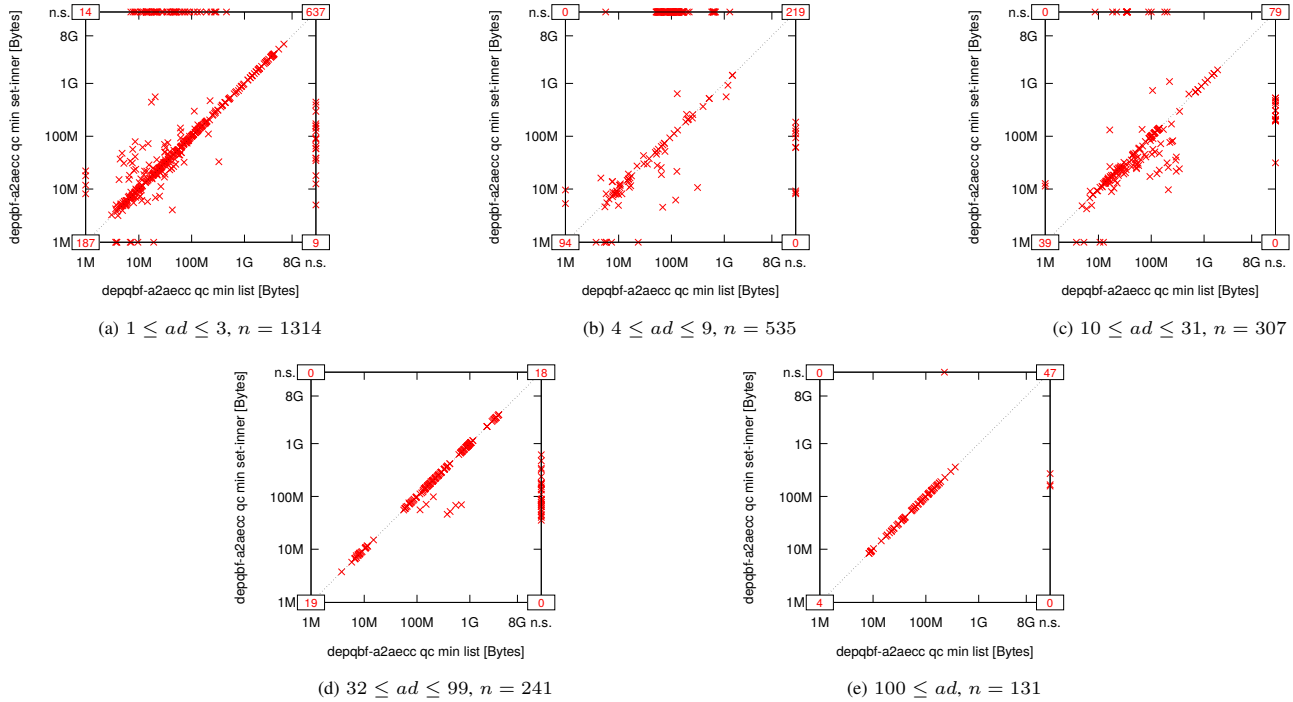 depqbf-a2aecc qc min set-inner [Bytes]
n.s.
8G
1G
100M
10M
1M
14
637
187
9
1M 10M 100M 1G 8G n.s.
depqbf-a2aecc qc min list [Bytes]
(a) 1 ≤ ad ≤ 3, n = 1314
depqbf-a2aecc qc min set-inner [Bytes]
n.s.
8G
1G
100M
10M
1M
0
219
94
0
1M 10M 100M 1G 8G n.s.
depqbf-a2aecc qc min list [Bytes]
(b) 4 ≤ ad ≤ 9, n = 535
depqbf-a2aecc qc min set-inner [Bytes]
n.s.
8G
1G
100M
10M
1M
0
79
39
0
1M 10M 100M 1G 8G n.s.
depqbf-a2aecc qc min list [Bytes]
(c) 10 ≤ ad ≤ 31, n = 307
depqbf-a2aecc qc min set-inner [Bytes]
n.s.
8G
1G
100M
10M
1M
0
18
19
0
1M 10M 100M 1G 8G n.s.
depqbf-a2aecc qc min list [Bytes]
(d) 32 ≤ ad ≤ 99, n = 241
depqbf-a2aecc qc min set-inner [Bytes]
n.s.
8G
1G
100M
10M
1M
0
47
4
0
1M 10M 100M 1G 8G n.s.
depqbf-a2aecc qc min list [Bytes]
(e) 100 ≤ ad, n = 131